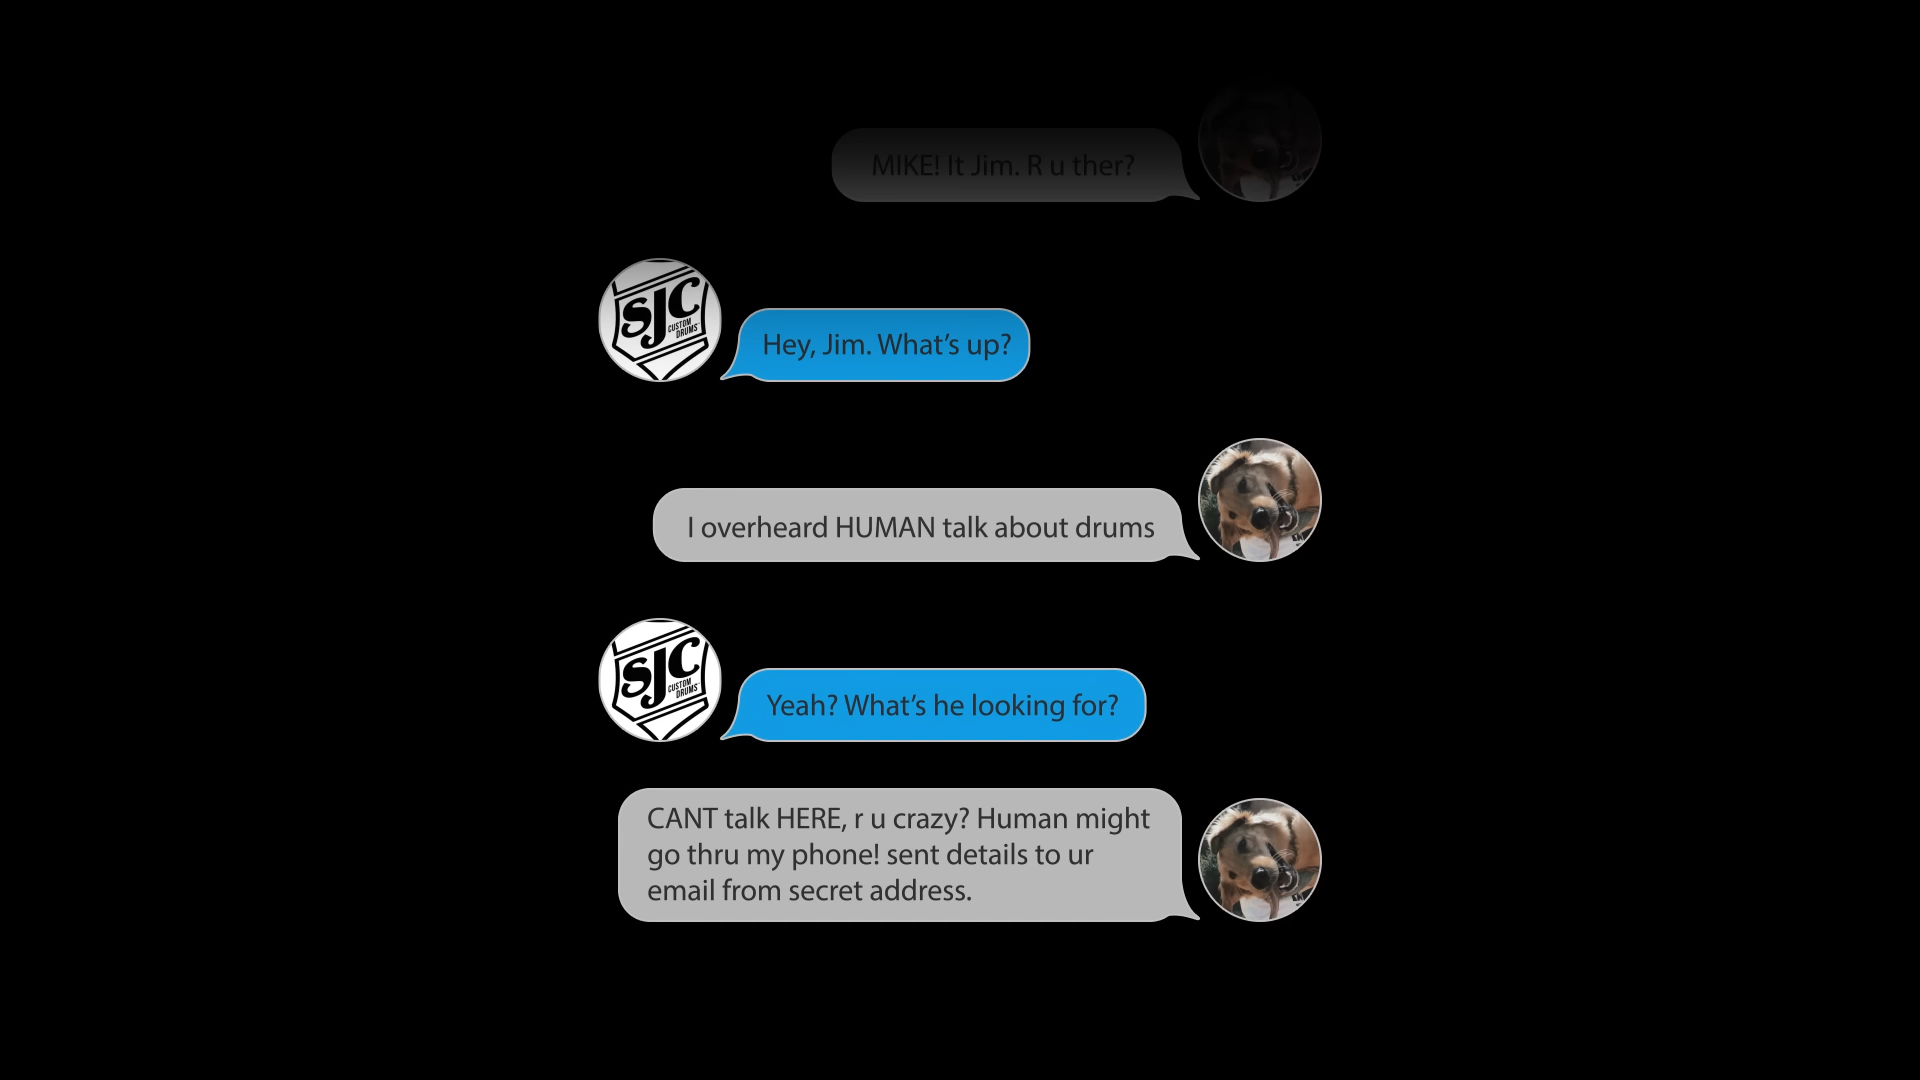 MIKE! It Jim. R u ther?
SJC
CUSTOM
DRUMS
Hey, Jim. What's up?
I overheard HUMAN talk about drums
SJC
CUSTOM
DRUMS
Yeah? What's he looking for?
CANT talk HERE, r u crazy? Human might
go thru my phone! sent details to ur
email from secret address.